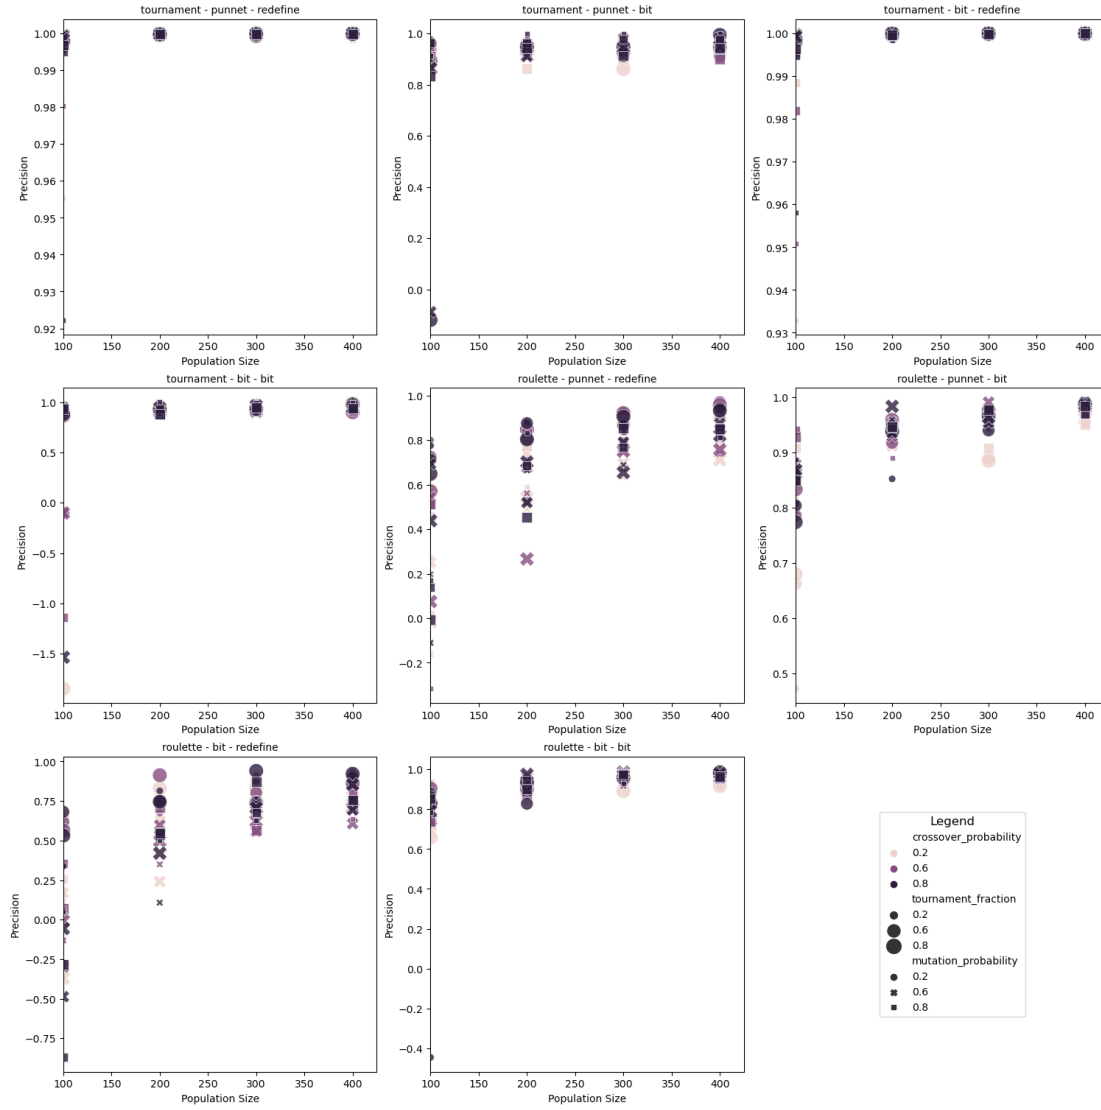 tournament - punnet - redefine
1.00
0.99
0.98
0.97
0.96
0.95
0.94
0.93
0.92
Precision
100 150 200 250 300 350 400
Population Size
tournament - punnet - bit
1.0
0.8
0.6
0.4
0.2
0.0
Precision
100 150 200 250 300 350 400
Population Size
tournament - bit - redefine
1.00
0.99
0.98
0.97
0.96
0.95
0.94
0.93
Precision
100 150 200 250 300 350 400
Population Size
tournament - bit - bit
1.0
0.5
0.0
−0.5
−1.0
−1.5
Precision
100 150 200 250 300 350 400
Population Size
roulette - punnet - redefine
1.0
0.8
0.6
0.4
0.2
0.0
−0.2
Precision
100 150 200 250 300 350 400
Population Size
roulette - punnet - bit
1.0
0.9
0.8
0.7
0.6
0.5
Precision
100 150 200 250 300 350 400
Population Size
roulette - bit - redefine
1.00
0.75
0.50
0.25
0.00
−0.25
−0.50
−0.75
Precision
100 150 200 250 300 350 400
Population Size
roulette - bit - bit
1.0
0.8
0.6
0.4
0.2
0.0
−0.2
−0.4
Precision
100 150 200 250 300 350 400
Population Size
Legend
crossover_probability
0.2
0.6
0.8
tournament_fraction
0.2
0.6
0.8
mutation_probability
0.2
0.6
0.8